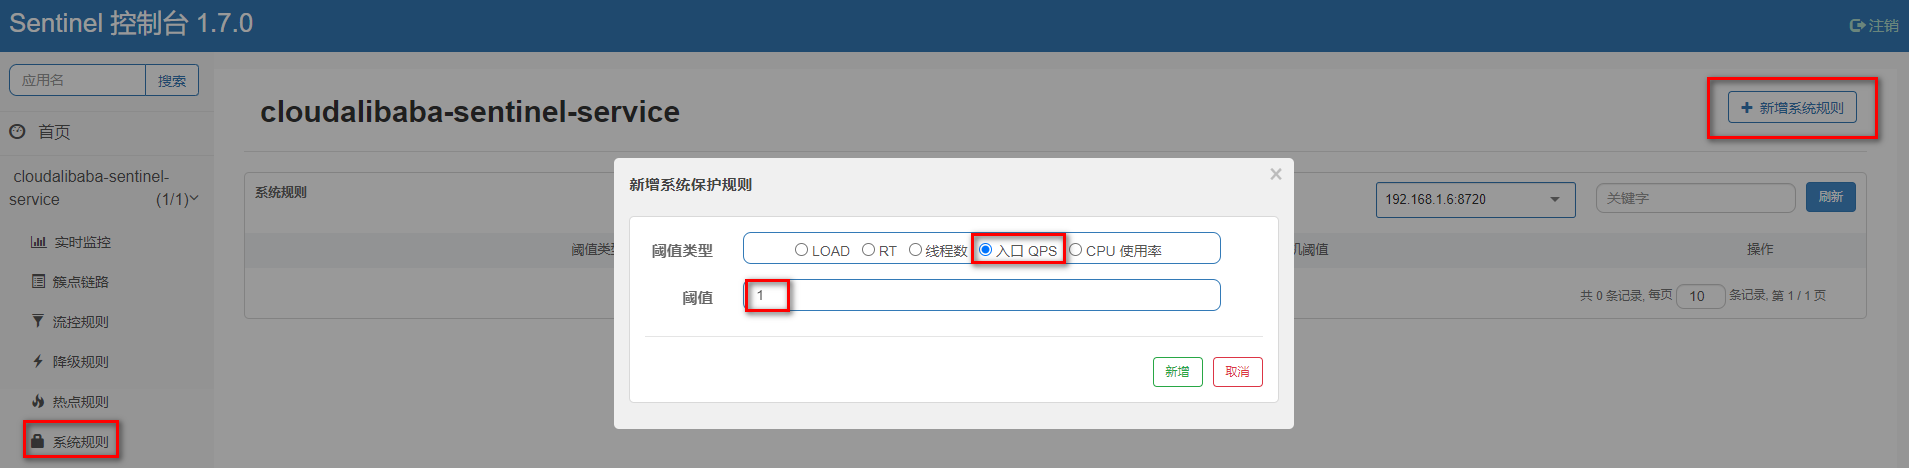 Sentinel 控制台 1.7.0
注销
应用名
搜索
首页
cloudalibaba-sentinel-
service
(1/1)
实时监控
簇点链路
流控规则
降级规则
热点规则
系统规则
cloudalibaba-sentinel-service
新增系统规则
系统规则
192.168.1.6:8720
关键字
刷新
阈值类
机阈值
操作
共 0 条记录, 每页 10 条记录, 第 1 / 1 页
新增系统保护规则
×
阈值类型
LOAD RT 线程数 入口 QPS CPU 使用率
阈值
1
新增
取消